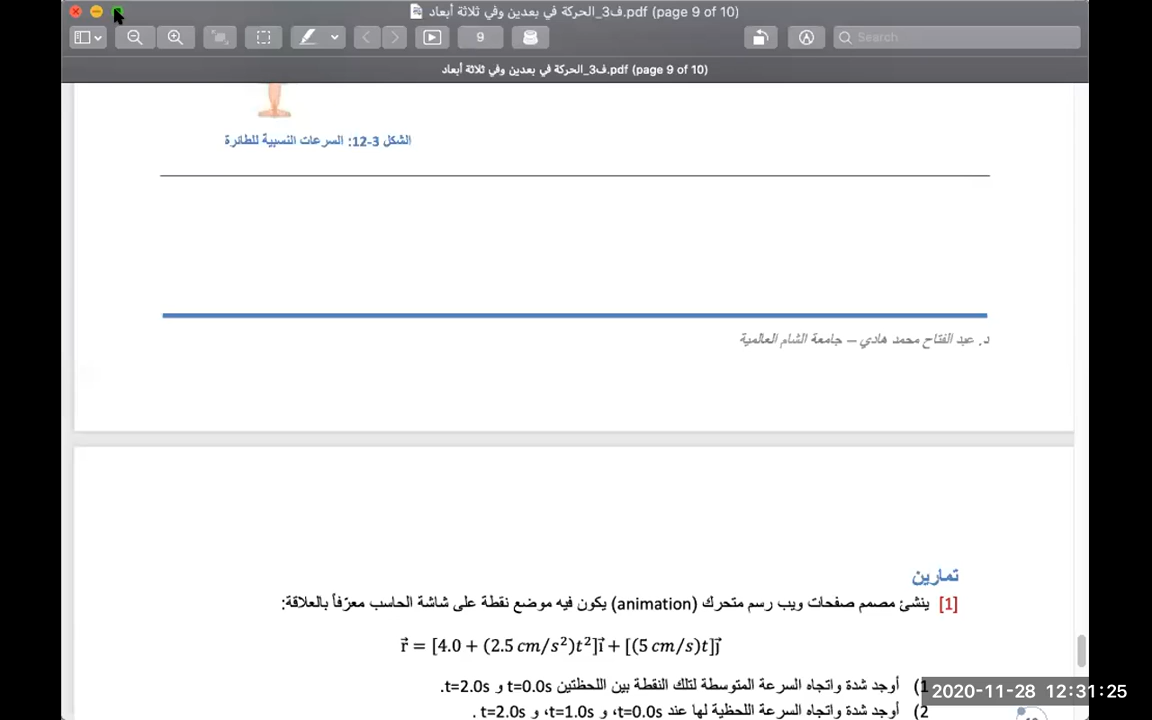 ف3_الحركة في بعدين وفي ثلاثة أبعاد.pdf (page 9 of 10)
9
Search
ف3_الحركة في بعدين وفي ثلاثة أبعاد.pdf (page 9 of 10)
الشكل 3-12: السرعات النسبية للطائرة
د. عبد الفتاح محمد هادي – جامعة الشام العالمية
تمارين
[1] ينشئ مصمم صفحات ويب رسم متحرك (animation) يكون فيه موضع نقطة على شاشة الحاسب معرّفاً بالعلاقة:
r⃗ = [4.0 + (2.5 cm/s²)t²]i⃗ + [(5 cm/s)t]j⃗
1) أوجد شدة واتجاه السرعة المتوسطة لتلك النقطة بين اللحظتين t=0.0s و t=2.0s.
2) أوجد شدة واتجاه السرعة اللحظية لها عند t=0.0s، و t=1.0s، و t=2.0s .
2020-11-28 12:31:25